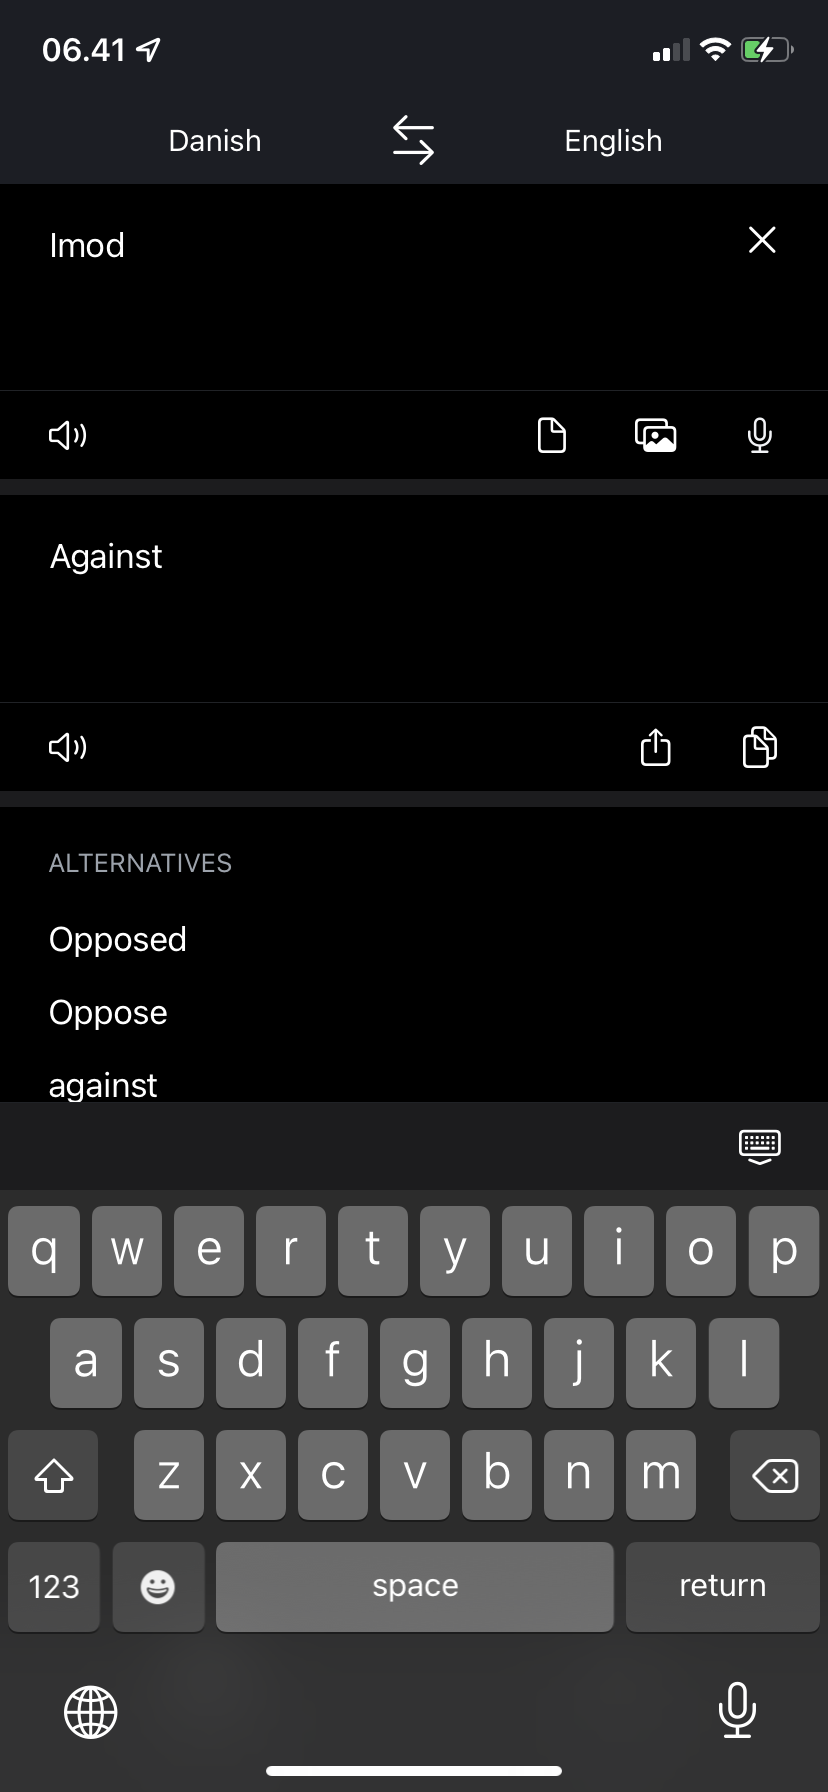 06.41
Danish English
Imod
Against
ALTERNATIVES
Opposed
Oppose
against
q w e r t y u i o p
a s d f g h j k l
z x c v b n m
123 space return